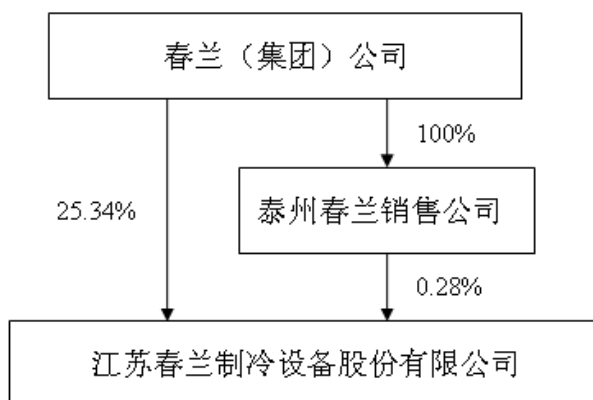 春兰（集团）公司
100%
25.34%
泰州春兰销售公司
0.28%
江苏春兰制冷设备股份有限公司